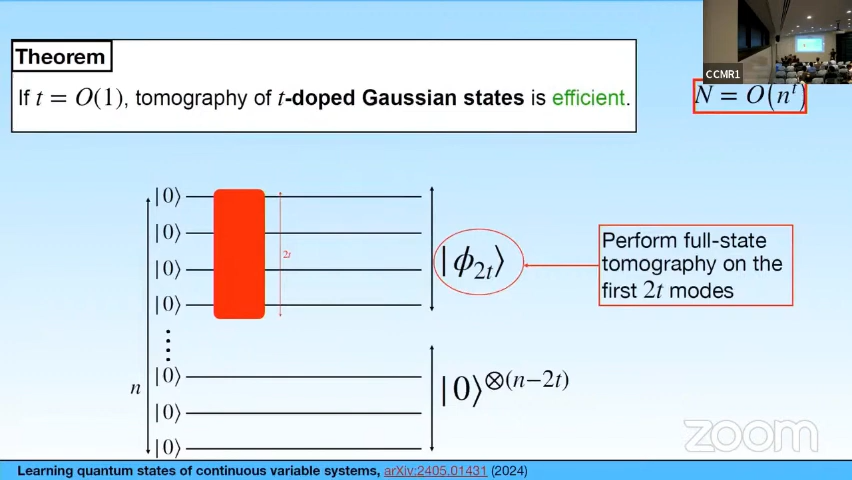 CCMR1
Theorem
If t = O(1), tomography of t-doped Gaussian states is efficient.
N = O(n^t)
|0⟩
|0⟩
|0⟩
|0⟩
2t
|ϕ_{2t}⟩
Perform full-state
tomography on the
first 2t modes
n
|0⟩
|0⟩
|0⟩
|0⟩^{⊗(n−2t)}
zoom
Learning quantum states of continuous variable systems, arXiv:2405.01431 (2024)